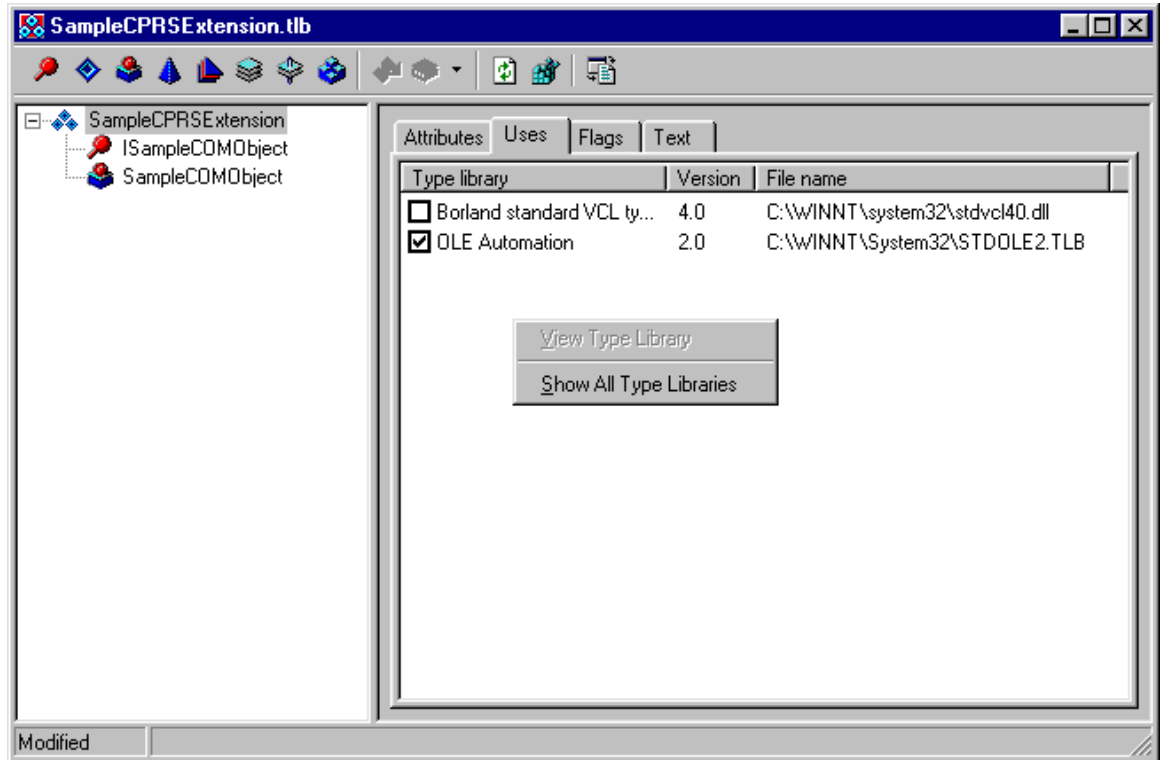 SampleCPRSExtension.tlb
SampleCPRSExtension
ISampleCOMObject
SampleCOMObject
Attributes Uses Flags Text
Type library Version File name
Borland standard VCL ty... 4.0 C:\WINNT\system32\stdvcl40.dll
OLE Automation 2.0 C:\WINNT\System32\STDOLE2.TLB
View Type Library
Show All Type Libraries
Modified